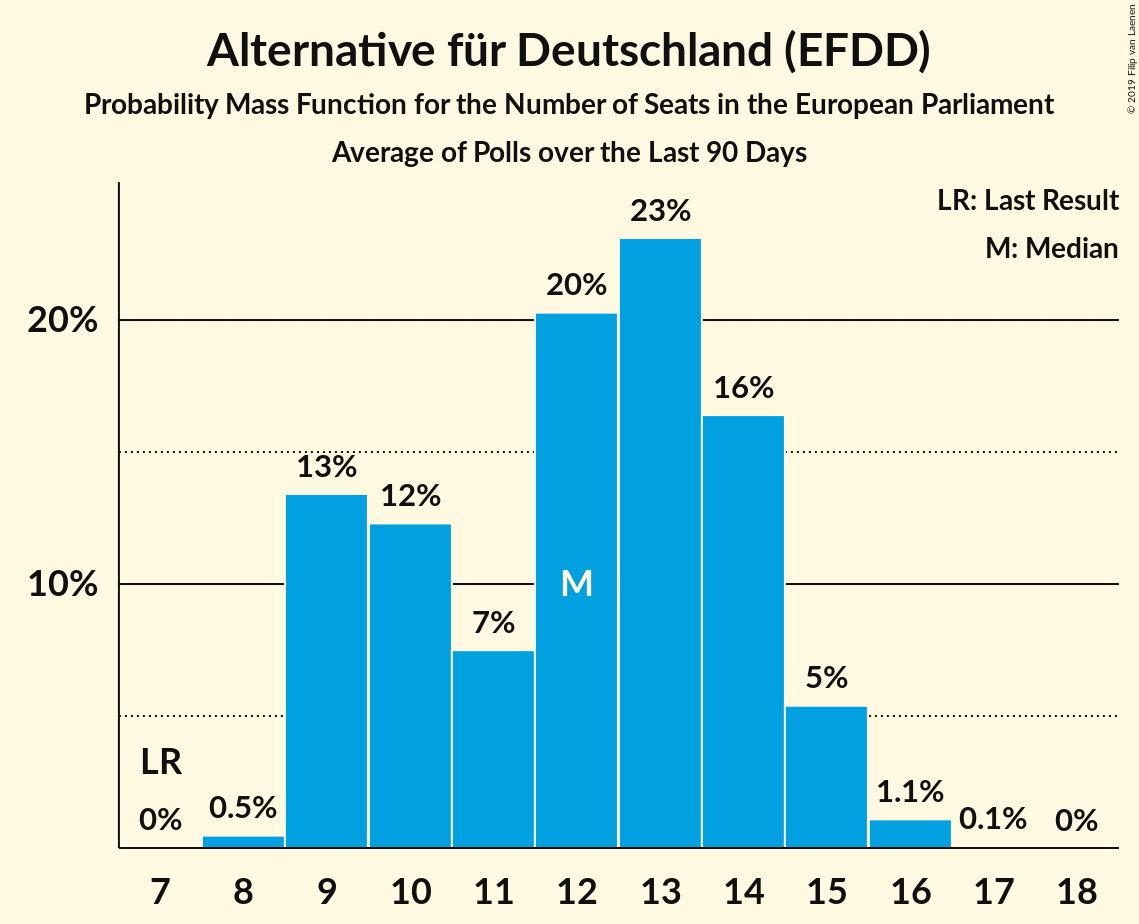 Alternative für Deutschland (EFDD)
Probability Mass Function for the Number of Seats in the European Parliament
Average of Polls over the Last 90 Days
© 2019 Filip van Laenen
LR: Last Result
M: Median
23%
20%
20%
16%
13%
12%
10%
M
7%
5%
LR
0%
0.5%
1.1%
0.1%
0%
7 8 9 10 11 12 13 14 15 16 17 18